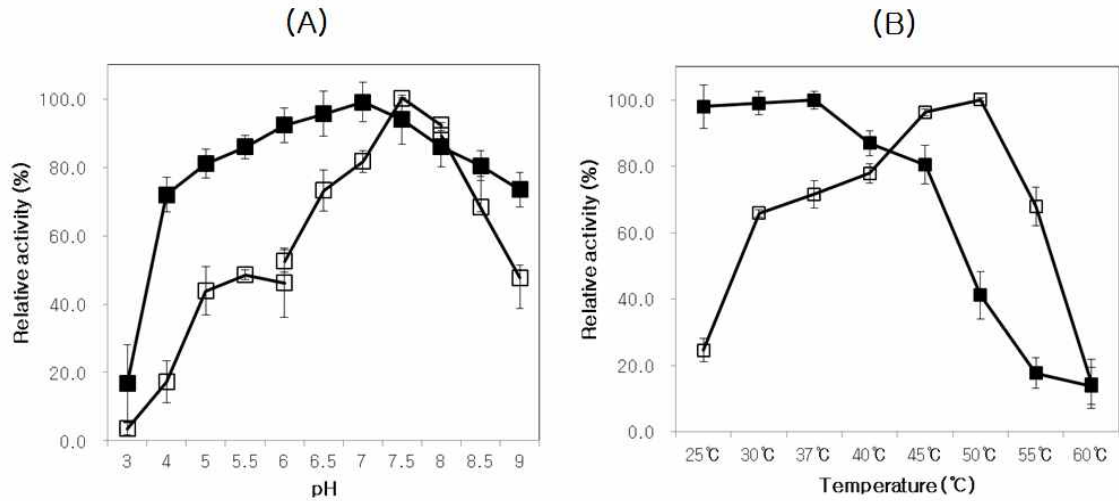 (A)
Relative activity (%)
100.0
80.0
60.0
40.0
20.0
0.0
3 4 5 5.5 6 6.5 7 7.5 8 8.5 9
pH
(B)
Relative activity (%)
100.0
80.0
60.0
40.0
20.0
0.0
25℃ 30℃ 37℃ 40℃ 45℃ 50℃ 55℃ 60℃
Temperature (℃)